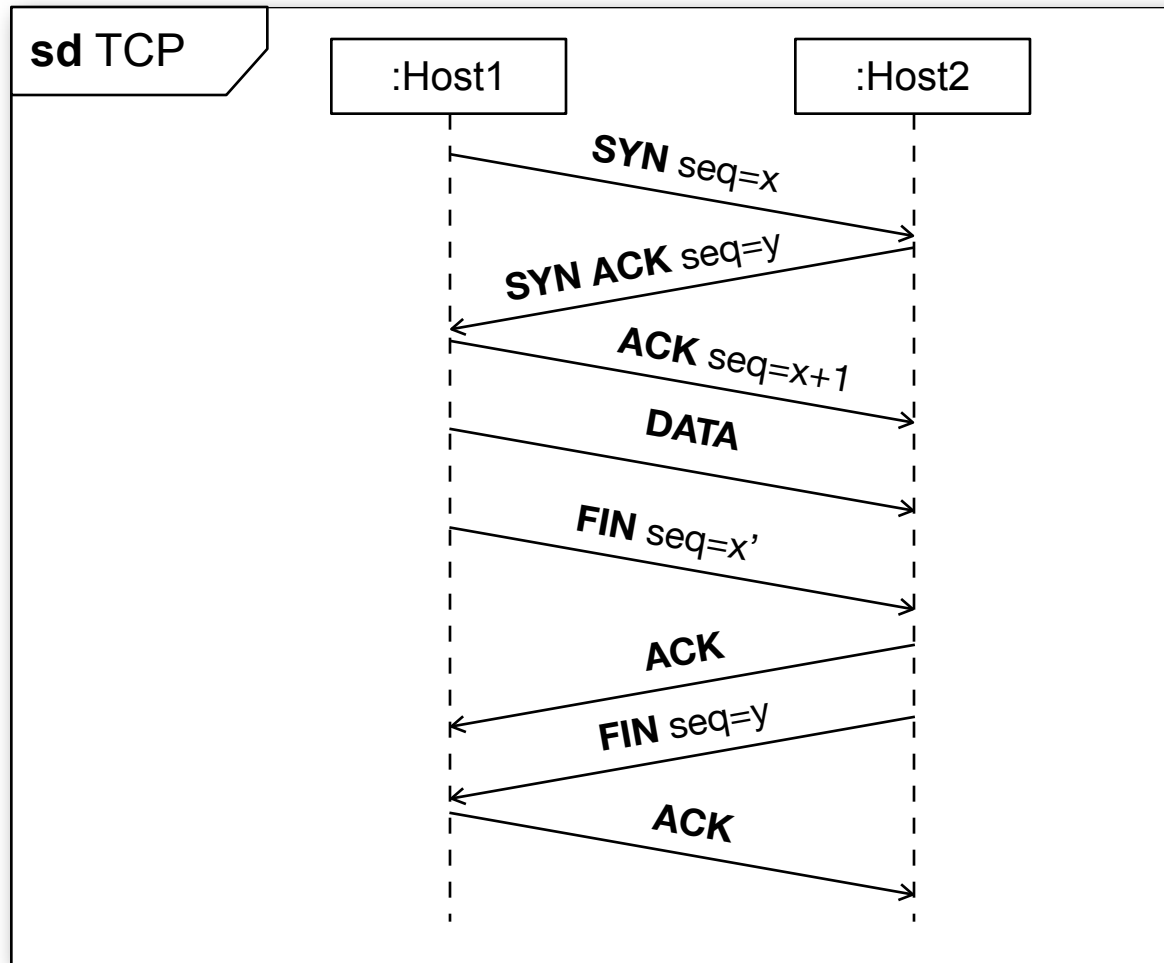 sd TCP
:Host1
:Host2
SYN seq=x
SYN ACK seq=y
ACK seq=x+1
DATA
FIN seq=x’
ACK
FIN seq=y
ACK